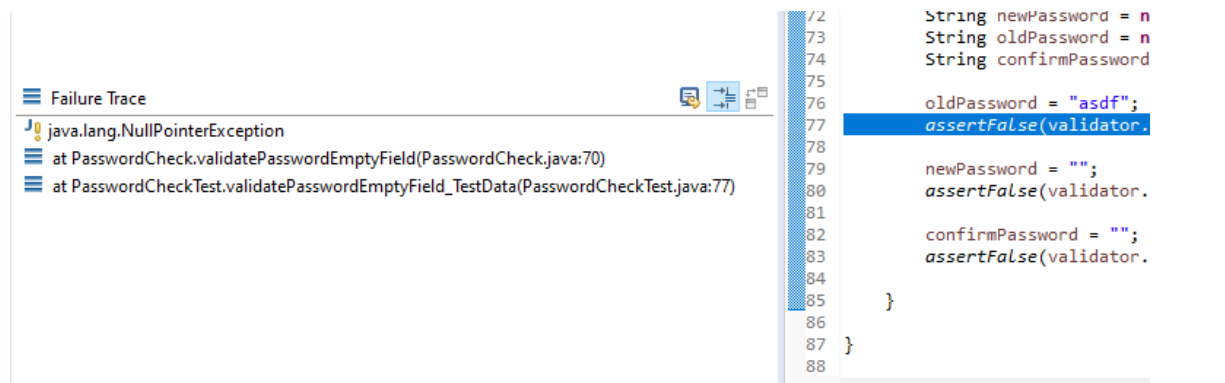 Failure Trace
java.lang.NullPointerException
at PasswordCheck.validatePasswordEmptyField(PasswordCheck.java:70)
at PasswordCheckTest.validatePasswordEmptyField_TestData(PasswordCheckTest.java:77)
72 String newPassword = n
73 String oldPassword = n
74 String confirmPassword
75
76 oldPassword = "asdf";
77 assertFalse(validator.
78
79 newPassword = "";
80 assertFalse(validator.
81
82 confirmPassword = "";
83 assertFalse(validator.
84
85 }
86
87 }
88